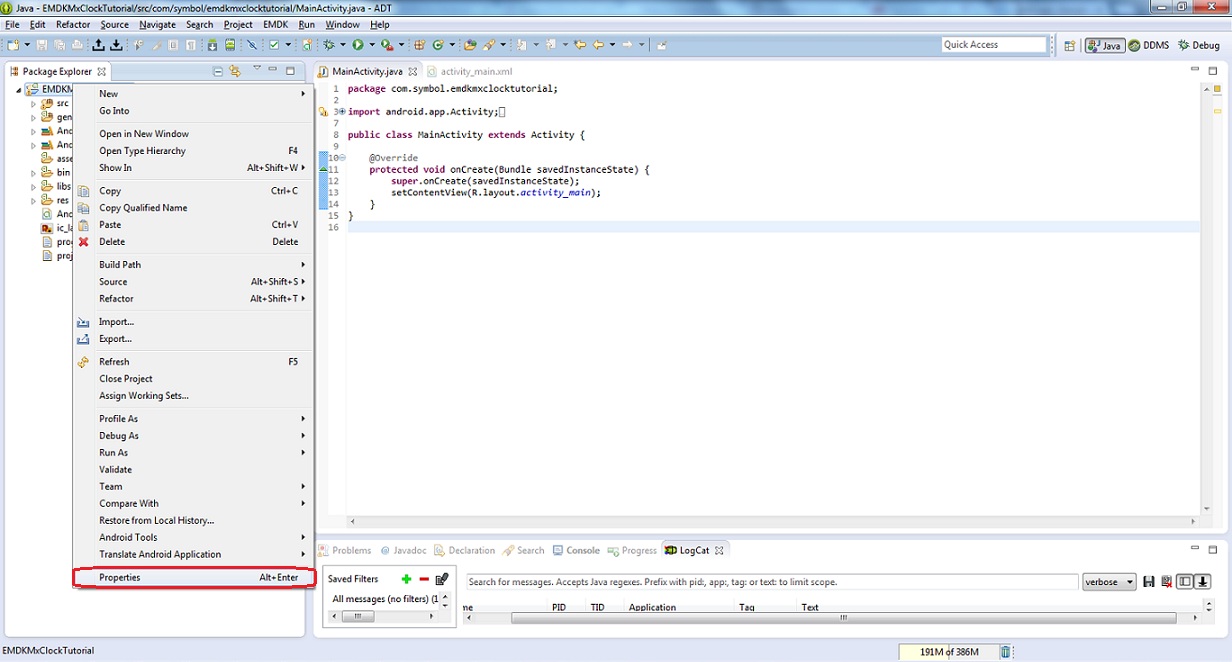 Java - EMDKMxClockTutorial/src/com/symbol/emdkmxclocktutorial/MainActivity.java - ADT
File Edit Refactor Source Navigate Search Project EMDK Run Window Help
Quick Access Java DDMS Debug
Package Explorer
MainActivity.java activity_main.xml
EMDKM
src
gen
And
And
asse
bin
libs
res
And
ic_la
pro
proj
New
Go Into
Open in New Window
Open Type Hierarchy F4
Show In Alt+Shift+W
Copy Ctrl+C
Copy Qualified Name
Paste Ctrl+V
Delete Delete
Build Path
Source Alt+Shift+S
Refactor Alt+Shift+T
Import...
Export...
Refresh F5
Close Project
Assign Working Sets...
Profile As
Debug As
Run As
Validate
Team
Compare With
Restore from Local History...
Android Tools
Translate Android Application
Properties Alt+Enter
1 package com.symbol.emdkmxclocktutorial;
2
3 import android.app.Activity;
7
8 public class MainActivity extends Activity {
9
10 @Override
11 protected void onCreate(Bundle savedInstanceState) {
12 super.onCreate(savedInstanceState);
13 setContentView(R.layout.activity_main);
14 }
15 }
16
Problems Javadoc Declaration Search Console Progress LogCat
Saved Filters
All messages (no filters) (1
Search for messages. Accepts Java regexes. Prefix with pid:, app:, tag: or text: to limit scope.
verbose
me PID TID Application Tag Text
EMDKMxClockTutorial
191M of 386M